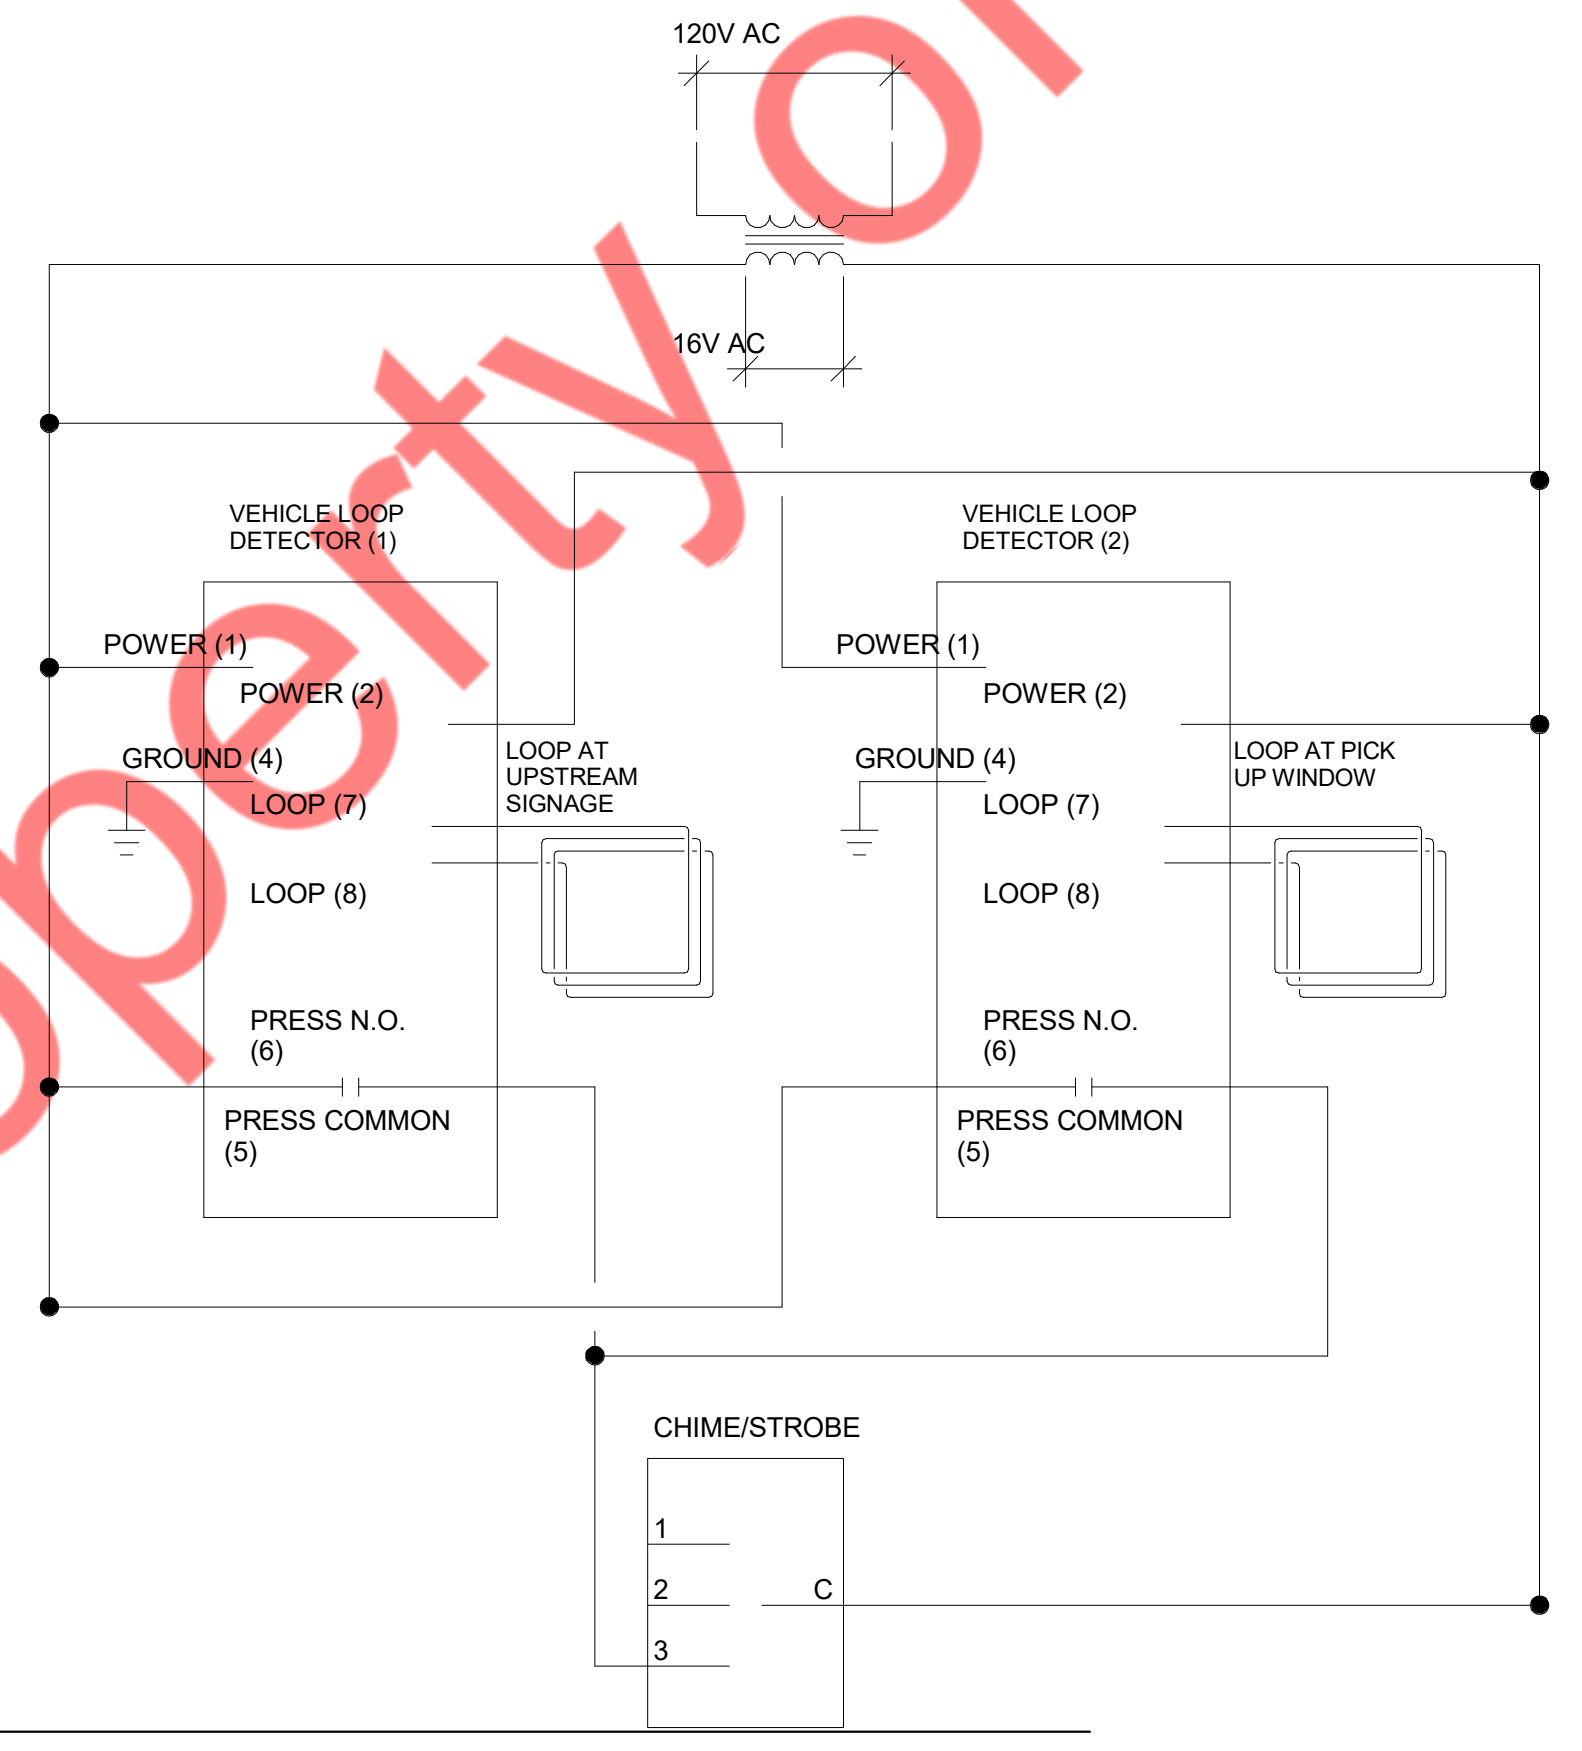 120V AC
16V AC
VEHICLE LOOP
DETECTOR (1)
VEHICLE LOOP
DETECTOR (2)
POWER (1)
POWER (1)
POWER (2)
POWER (2)
GROUND (4)
LOOP AT
UPSTREAM
SIGNAGE
GROUND (4)
LOOP AT PICK
UP WINDOW
LOOP (7)
LOOP (7)
LOOP (8)
LOOP (8)
PRESS N.O.
(6)
PRESS N.O.
(6)
PRESS COMMON
(5)
PRESS COMMON
(5)
CHIME/STROBE
1
2
C
3
operty o